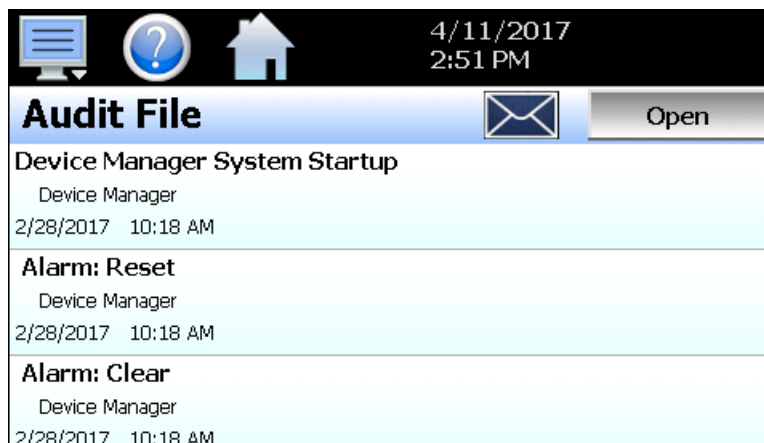 4/11/2017
2:51 PM
Audit File
Open
Device Manager System Startup
Device Manager
2/28/2017 10:18 AM
Alarm: Reset
Device Manager
2/28/2017 10:18 AM
Alarm: Clear
Device Manager
2/28/2017 10:18 AM